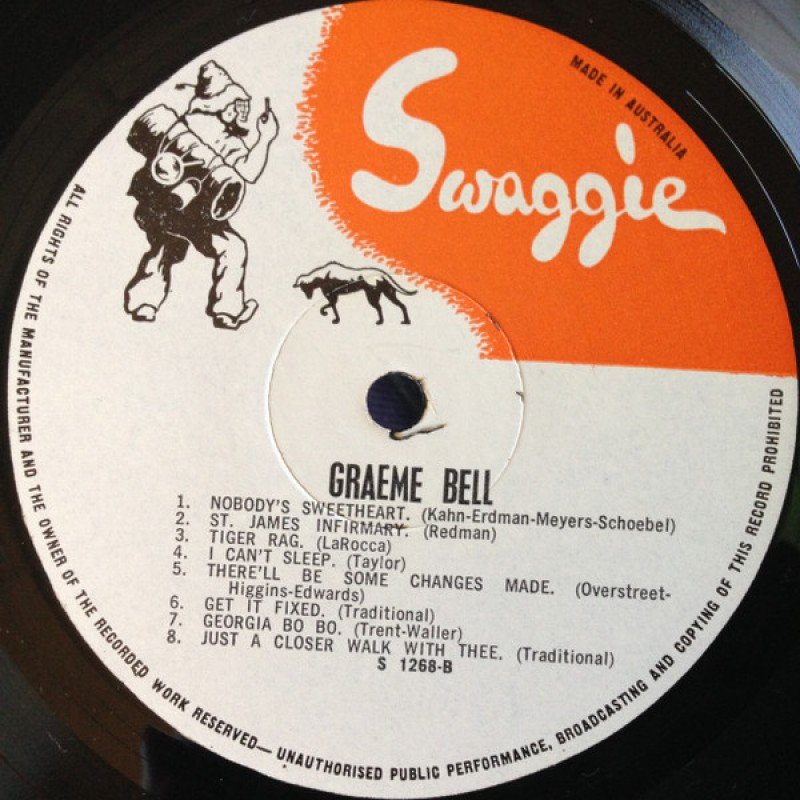 Swaggie
MADE IN AUSTRALIA
GRAEME BELL
1. NOBODY'S SWEETHEART. (Kahn-Erdman-Meyers-Schoebel)
2. ST. JAMES INFIRMARY. (Redman)
3. TIGER RAG. (LaRocca)
4. I CAN'T SLEEP. (Taylor)
5. THERE'LL BE SOME CHANGES MADE. (Overstreet-
Higgins-Edwards)
6. GET IT FIXED. (Traditional)
7. GEORGIA BO BO. (Trent-Waller)
8. JUST A CLOSER WALK WITH THEE. (Traditional)
S 1268-B
ALL RIGHTS OF THE MANUFACTURER AND THE OWNER OF THE RECORDED WORK RESERVED— UNAUTHORISED PUBLIC PERFORMANCE, BROADCASTING AND COPYING OF THIS RECORD PROHIBITED